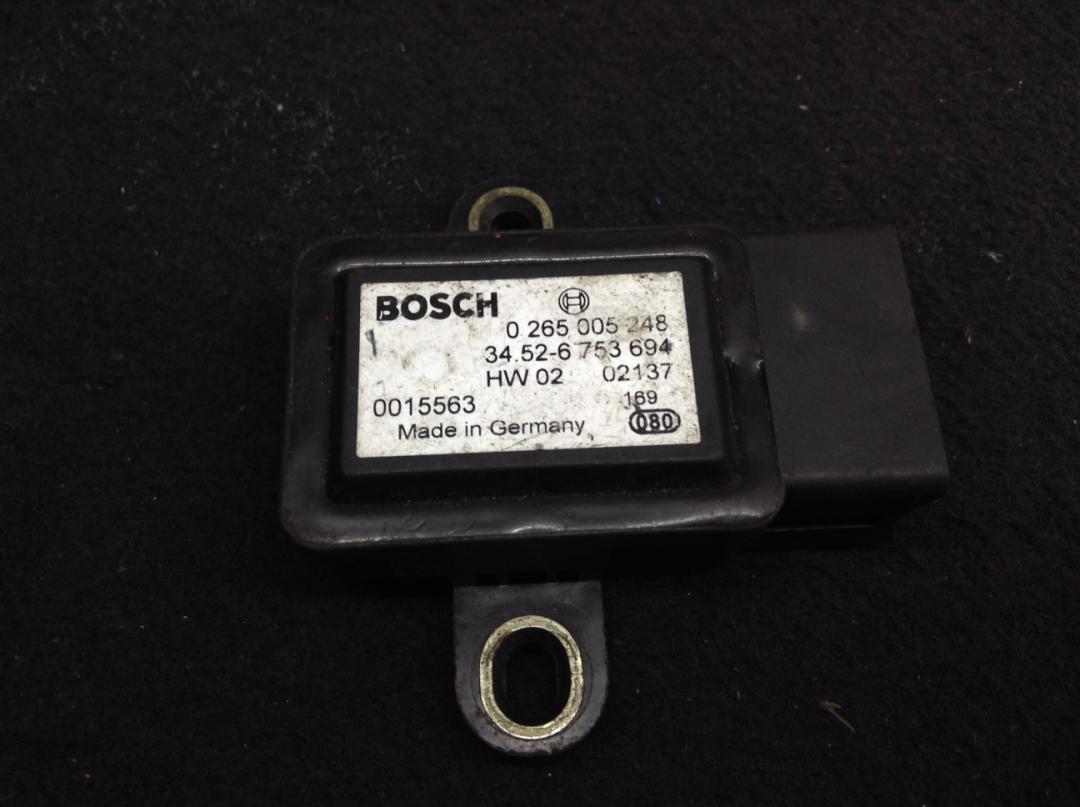 BOSCH
0 265 005 248
34.52-6 753 694
HW 02 02137
0015563 169
Made in Germany 080